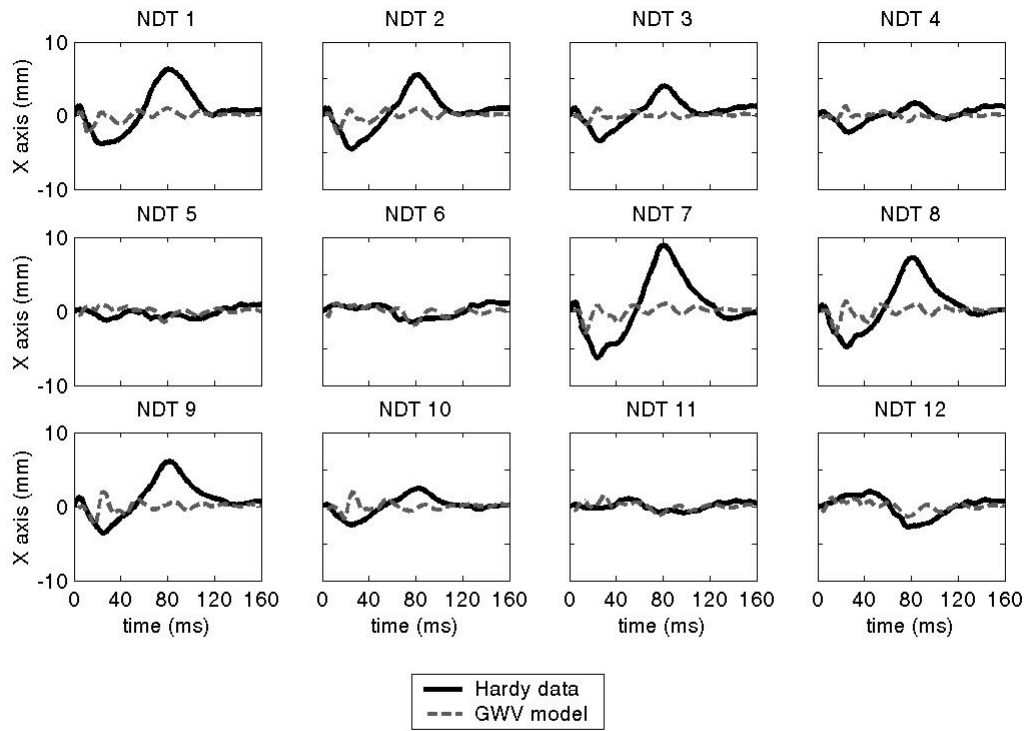 NDT 1 NDT 2 NDT 3 NDT 4
10
0
-10
X axis (mm)
NDT 5 NDT 6 NDT 7 NDT 8
10
0
-10
X axis (mm)
NDT 9 NDT 10 NDT 11 NDT 12
10
0
-10
X axis (mm)
0 40 80 120 160 0 40 80 120 160 0 40 80 120 160 0 40 80 120 160
time (ms) time (ms) time (ms) time (ms)
Hardy data
GWV model